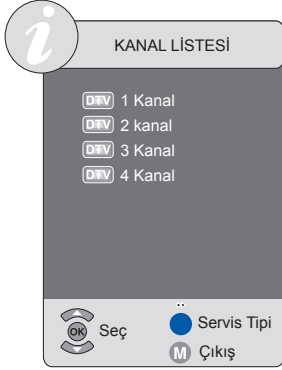 i
KANAL LİSTESİ
DTV 1 Kanal
DTV 2 kanal
DTV 3 Kanal
DTV 4 Kanal
OK Seç
Servis Tipi
M Çıkış